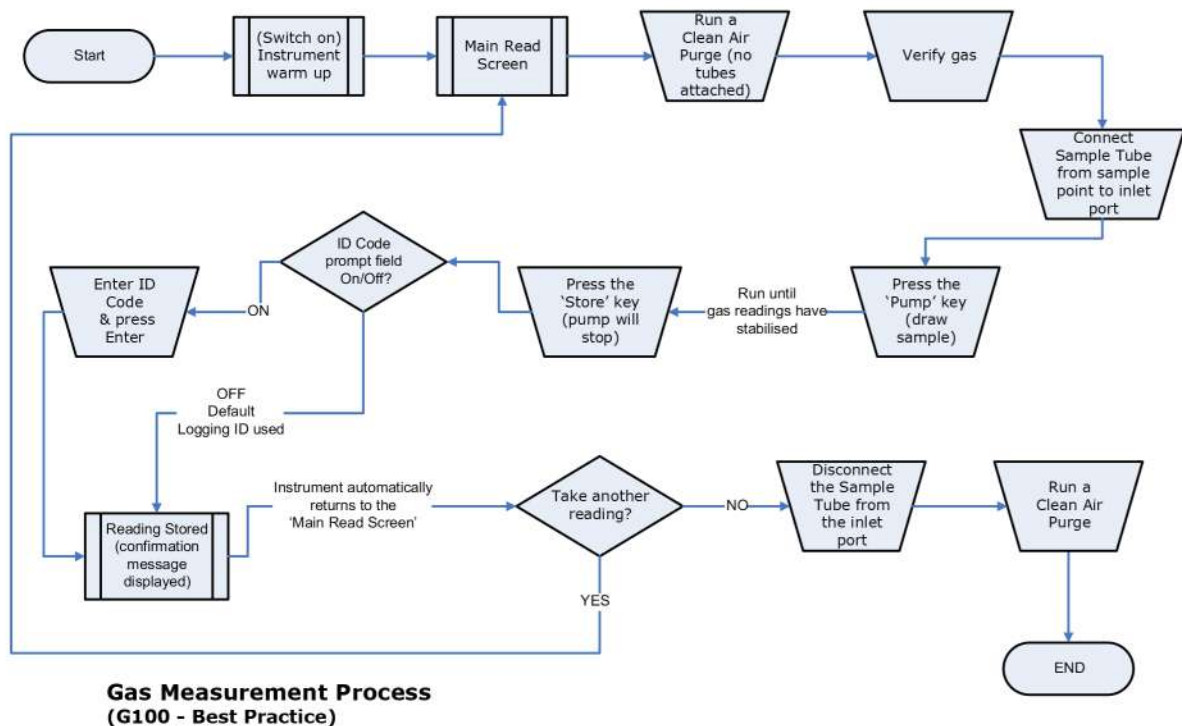 Start
(Switch on)
Instrument
warm up
Main Read
Screen
Run a
Clean Air
Purge (no
tubes
attached)
Verify gas
Connect
Sample Tube
from sample
point to inlet
port
Press the
‘Pump’ key
(draw
sample)
Run until
gas readings have
stabilised
Press the
‘Store’ key
(pump will
stop)
ID Code
prompt field
On/Off?
ON
Enter ID
Code
& press
Enter
OFF
Default
Logging ID used
Reading Stored
(confirmation
message
displayed)
Instrument automatically
returns to the
‘Main Read Screen’
Take another
reading?
NO
Disconnect
the Sample
Tube from
the inlet
port
Run a
Clean Air
Purge
YES
END
Gas Measurement Process
(G100 - Best Practice)